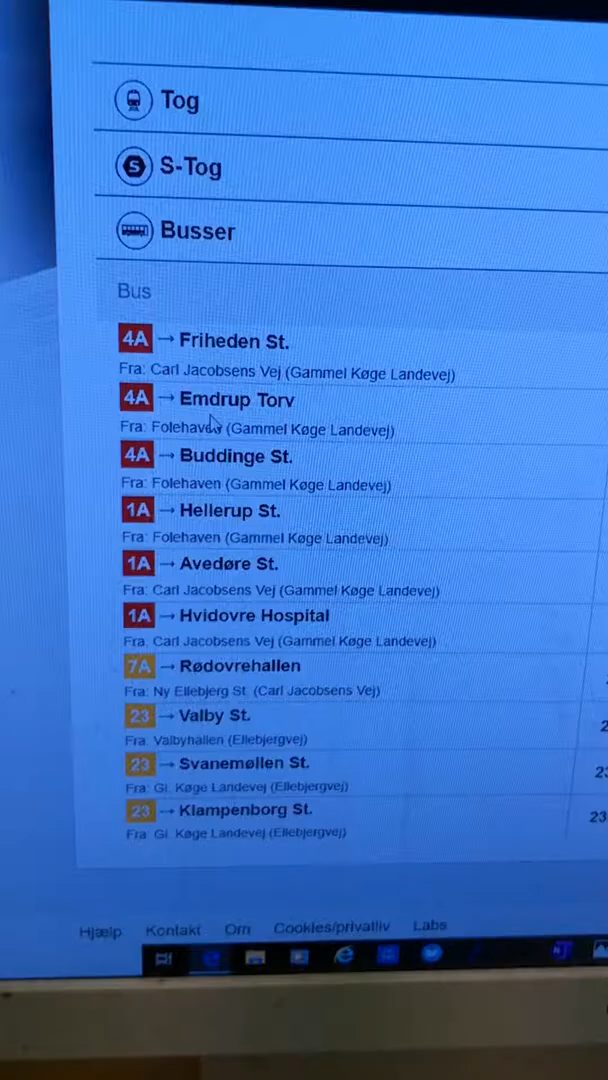 Tog
S-Tog
Busser
Bus
4A → Friheden St.
Fra: Carl Jacobsens Vej (Gammel Køge Landevej)
4A → Emdrup Torv
Fra: Folehaven (Gammel Køge Landevej)
4A → Buddinge St.
Fra: Folehaven (Gammel Køge Landevej)
1A → Hellerup St.
Fra: Folehaven (Gammel Køge Landevej)
1A → Avedøre St.
Fra: Carl Jacobsens Vej (Gammel Køge Landevej)
1A → Hvidovre Hospital
Fra: Carl Jacobsens Vej (Gammel Køge Landevej)
7A → Rødovrehallen
Fra: Ny Ellebjerg St. (Carl Jacobsens Vej)
23 → Valby St.
Fra: Valbyhallen (Ellebjergvej)
23 → Svanemøllen St.
Fra: Gl. Køge Landevej (Ellebjergvej)
23 → Klampenborg St.
23
Fra: Gl. Køge Landevej (Ellebjergvej)
Hjælp Kontakt Om Cookies/privatliv Labs